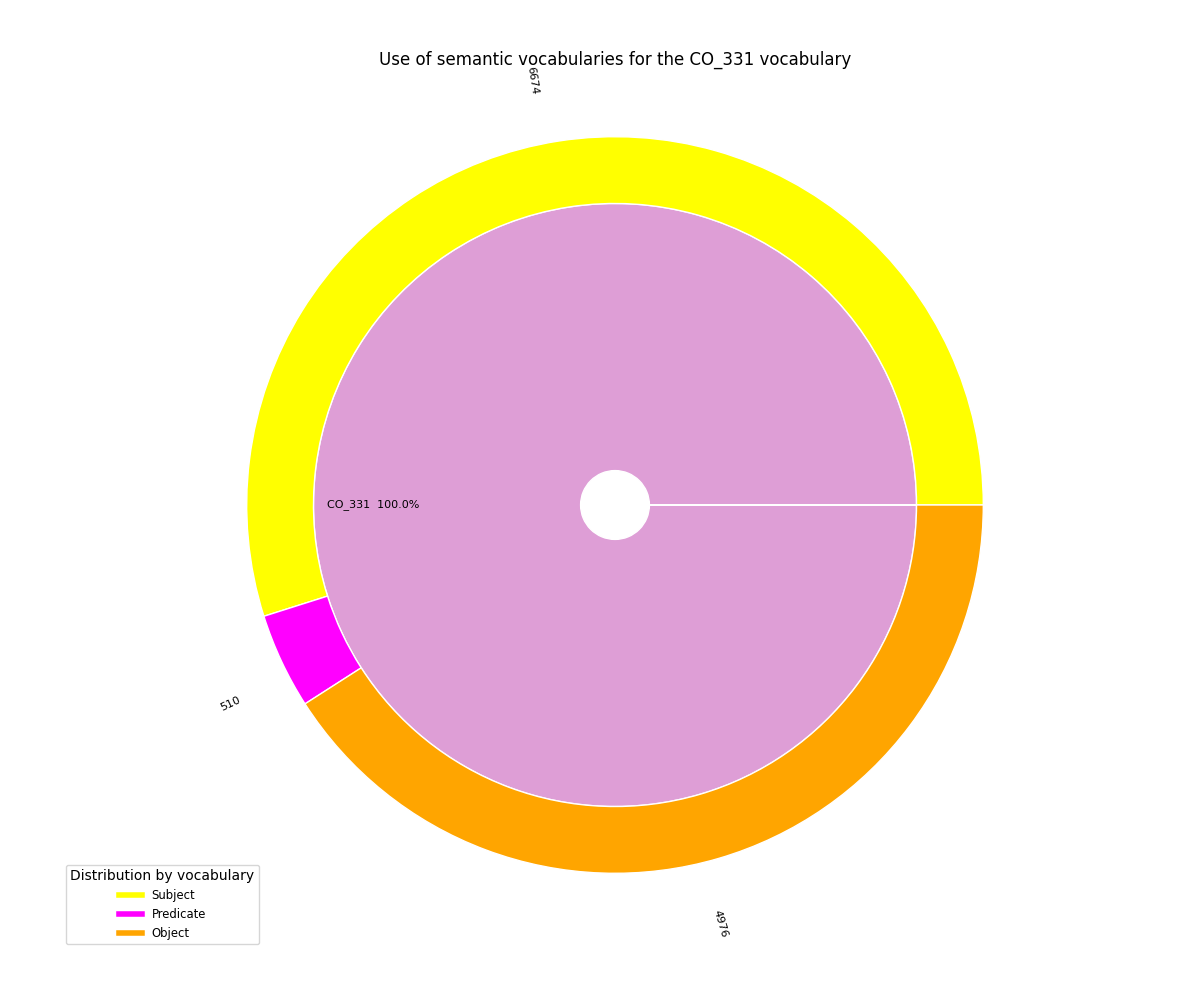 Use of semantic vocabularies for the CO_331 vocabulary
6674
CO_331 100.0%
510
4976
Distribution by vocabulary
Subject
Predicate
Object